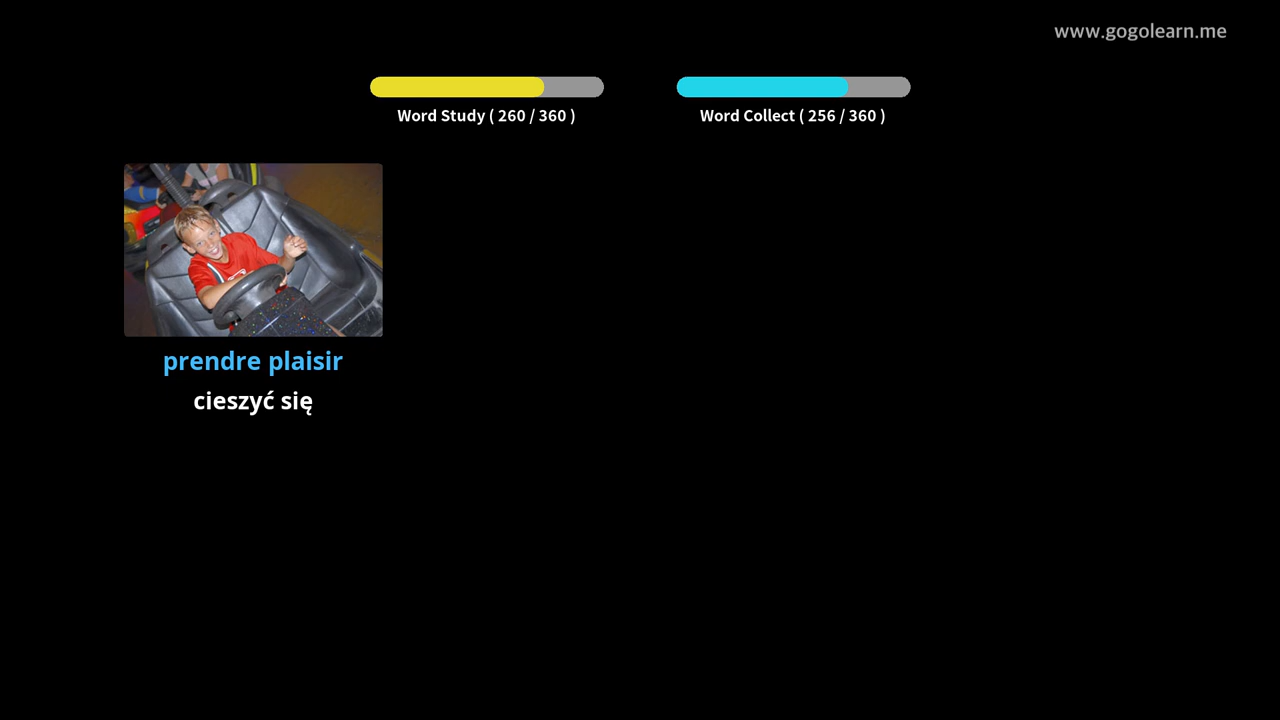 www.gogolearn.me
Word Study ( 260 / 360 )
Word Collect ( 256 / 360 )
prendre plaisir
cieszyć się